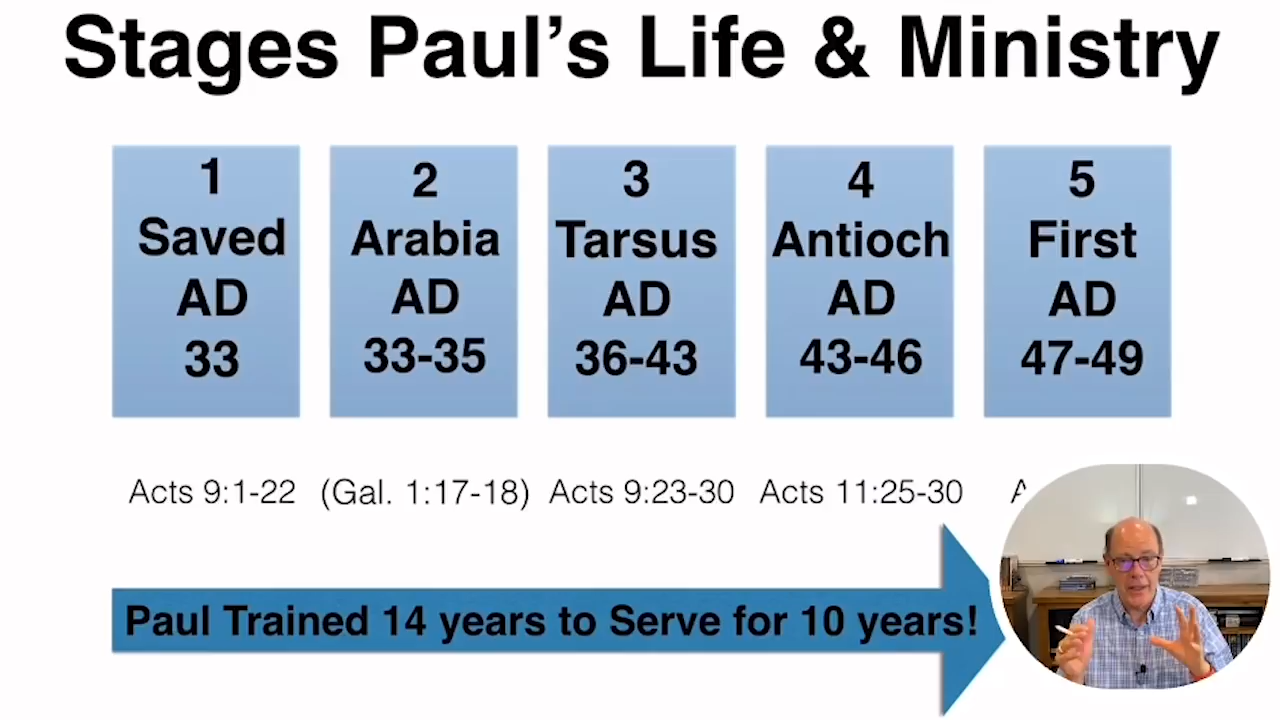 Stages Paul's Life & Ministry
1
Saved
AD
33
2
Arabia
AD
33-35
3
Tarsus
AD
36-43
4
Antioch
AD
43-46
5
First
AD
47-49
Acts 9:1-22
(Gal. 1:17-18)
Acts 9:23-30
Acts 11:25-30
Paul Trained 14 years to Serve for 10 years!